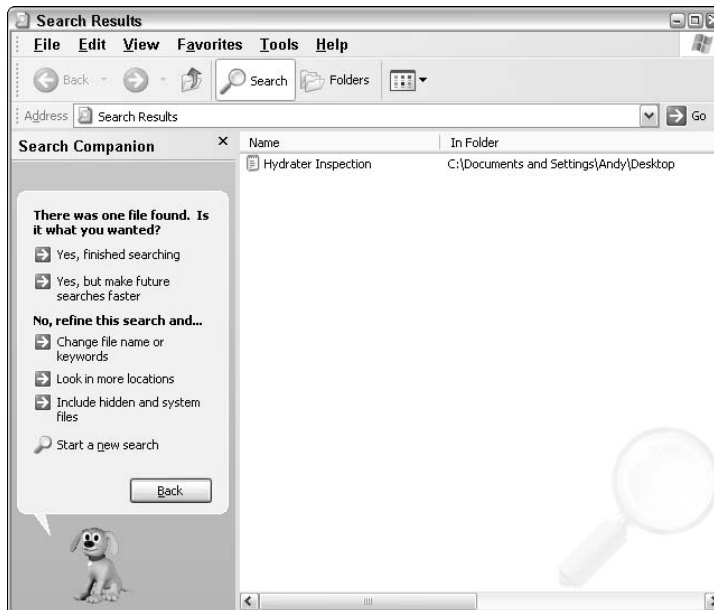 Search Results
File Edit View Favorites Tools Help
Back Search Folders
Address Search Results Go
Search Companion
Name In Folder
Hydrater Inspection C:\Documents and Settings\Andy\Desktop
There was one file found. Is
it what you wanted?
Yes, finished searching
Yes, but make future
searches faster
No, refine this search and...
Change file name or
keywords
Look in more locations
Include hidden and system
files
Start a new search
Back